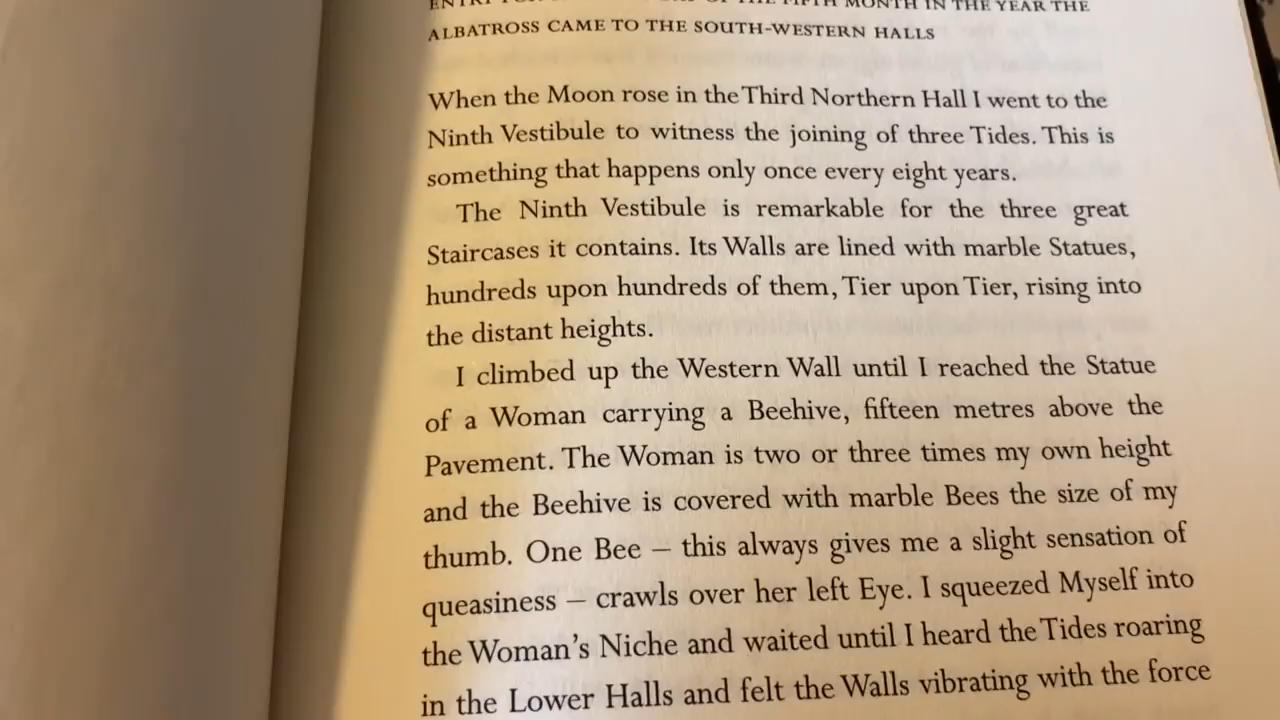 MONTH IN THE YEAR THE
ALBATROSS CAME TO THE SOUTH-WESTERN HALLS
When the Moon rose in the Third Northern Hall I went to the
Ninth Vestibule to witness the joining of three Tides. This is
something that happens only once every eight years.
The Ninth Vestibule is remarkable for the three great
Staircases it contains. Its Walls are lined with marble Statues,
hundreds upon hundreds of them, Tier upon Tier, rising into
the distant heights.
I climbed up the Western Wall until I reached the Statue
of a Woman carrying a Beehive, fifteen metres above the
Pavement. The Woman is two or three times my own height
and the Beehive is covered with marble Bees the size of my
thumb. One Bee – this always gives me a slight sensation of
queasiness – crawls over her left Eye. I squeezed Myself into
the Woman’s Niche and waited until I heard the Tides roaring
in the Lower Halls and felt the Walls vibrating with the force